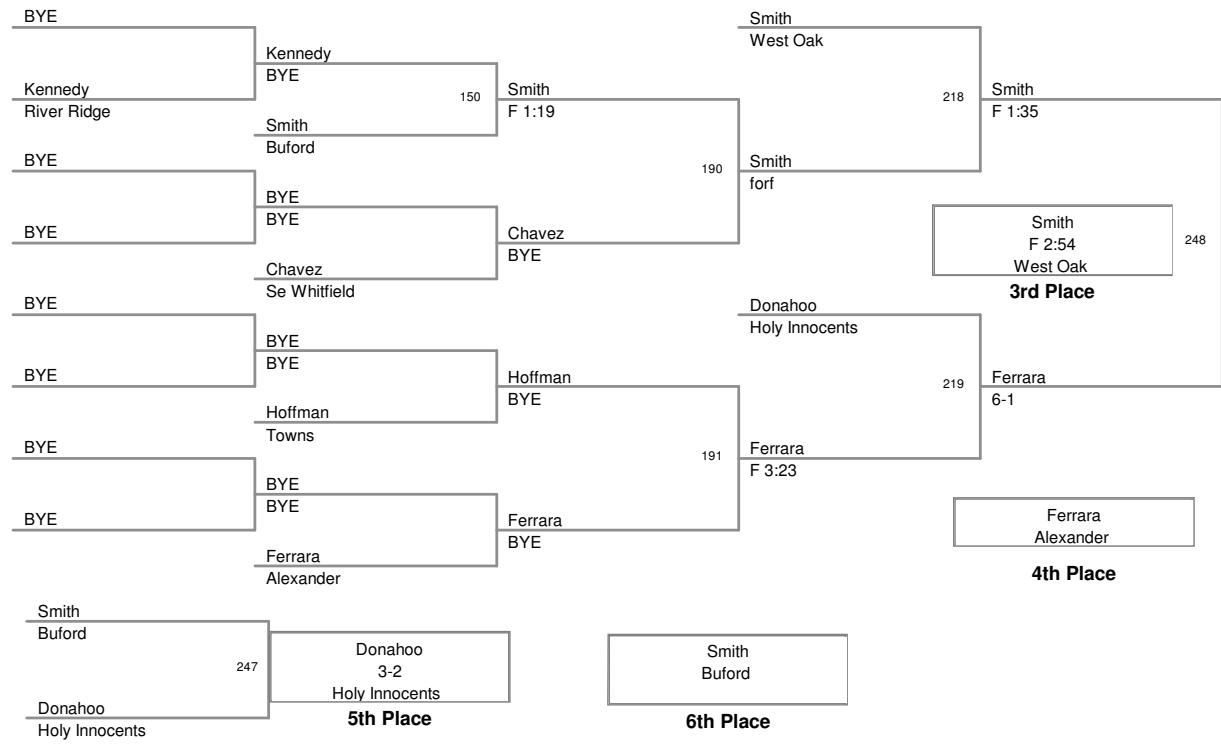 BYE
Smith
West Oak
Kennedy
BYE
Kennedy
River Ridge
150
Smith
F 1:19
218
Smith
F 1:35
Smith
Buford
BYE
190
Smith
forf
BYE
BYE
BYE
Chavez
BYE
Smith
F 2:54
West Oak
248
3rd Place
Chavez
Se Whitfield
BYE
Donahoo
Holy Innocents
BYE
BYE
BYE
Hoffman
BYE
219
Ferrara
6-1
Hoffman
Towns
BYE
191
Ferrara
F 3:23
BYE
BYE
BYE
Ferrara
BYE
Ferrara
Alexander
4th Place
Ferrara
Alexander
Smith
Buford
247
Donahoo
3-2
Holy Innocents
5th Place
Smith
Buford
6th Place
Donahoo
Holy Innocents